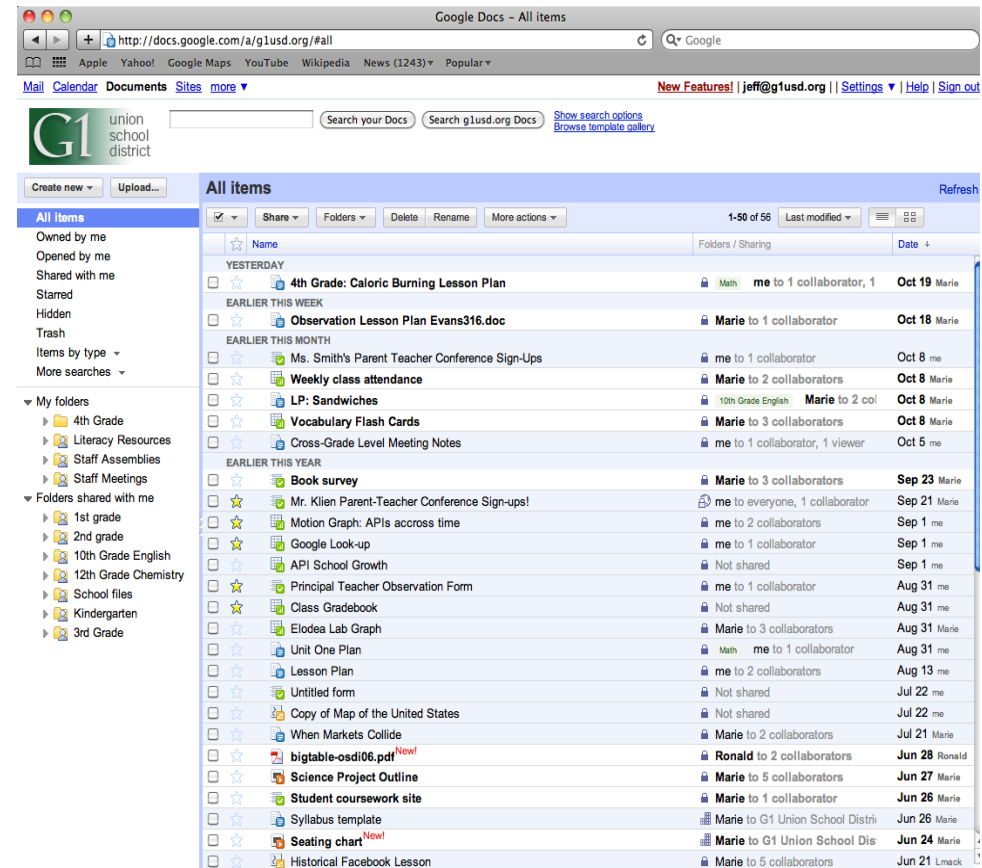 Google Docs – All items
http://docs.google.com/a/g1usd.org/#all
Google
Apple Yahoo! Google Maps YouTube Wikipedia News (1243) Popular
Mail Calendar Documents Sites more ▼ New Features! | jeff@g1usd.org | | Settings ▼ | Help | Sign out
G1 union school district
Search your Docs Search g1usd.org Docs Show search options
Browse template gallery
Create new Upload...
All items
Owned by me
Opened by me
Shared with me
Starred
Hidden
Trash
Items by type
More searches
My folders
4th Grade
Literacy Resources
Staff Assemblies
Staff Meetings
Folders shared with me
1st grade
2nd grade
10th Grade English
12th Grade Chemistry
School files
Kindergarten
3rd Grade
All items Refresh
Share Folders Delete Rename More actions 1-50 of 56 Last modified
Name Folders / Sharing Date
YESTERDAY
4th Grade: Caloric Burning Lesson Plan Math me to 1 collaborator, 1 Oct 19 Marie
EARLIER THIS WEEK
Observation Lesson Plan Evans316.doc Marie to 1 collaborator Oct 18 Marie
EARLIER THIS MONTH
Ms. Smith's Parent Teacher Conference Sign-Ups me to 1 collaborator Oct 8 me
Weekly class attendance Marie to 2 collaborators Oct 8 Marie
LP: Sandwiches 10th Grade English Marie to 2 col Oct 8 Marie
Vocabulary Flash Cards Marie to 3 collaborators Oct 8 Marie
Cross-Grade Level Meeting Notes me to 1 collaborator, 1 viewer Oct 5 me
EARLIER THIS YEAR
Book survey Marie to 3 collaborators Sep 23 Marie
Mr. Klien Parent-Teacher Conference Sign-ups! me to everyone, 1 collaborator Sep 21 Marie
Motion Graph: APIs accross time me to 2 collaborators Sep 1 me
Google Look-up me to 1 collaborator Sep 1 me
API School Growth Not shared Sep 1 me
Principal Teacher Observation Form me to 1 collaborator Aug 31 me
Class Gradebook Not shared Aug 31 me
Elodea Lab Graph Marie to 3 collaborators Aug 31 Marie
Unit One Plan Math me to 1 collaborator Aug 31 me
Lesson Plan me to 2 collaborators Aug 13 me
Untitled form Not shared Jul 22 me
Copy of Map of the United States Not shared Jul 22 me
When Markets Collide Marie to 2 collaborators Jul 21 Marie
bigtable-osdi06.pdf New! Ronald to 2 collaborators Jun 28 Ronald
Science Project Outline Marie to 5 collaborators Jun 27 Marie
Student coursework site Marie to 1 collaborator Jun 26 Marie
Syllabus template Marie to G1 Union School Distri Jun 26 Marie
Seating chart New! Marie to G1 Union School Dis Jun 24 Marie
Historical Facebook Lesson Marie to 5 collaborators Jun 21 Lmack